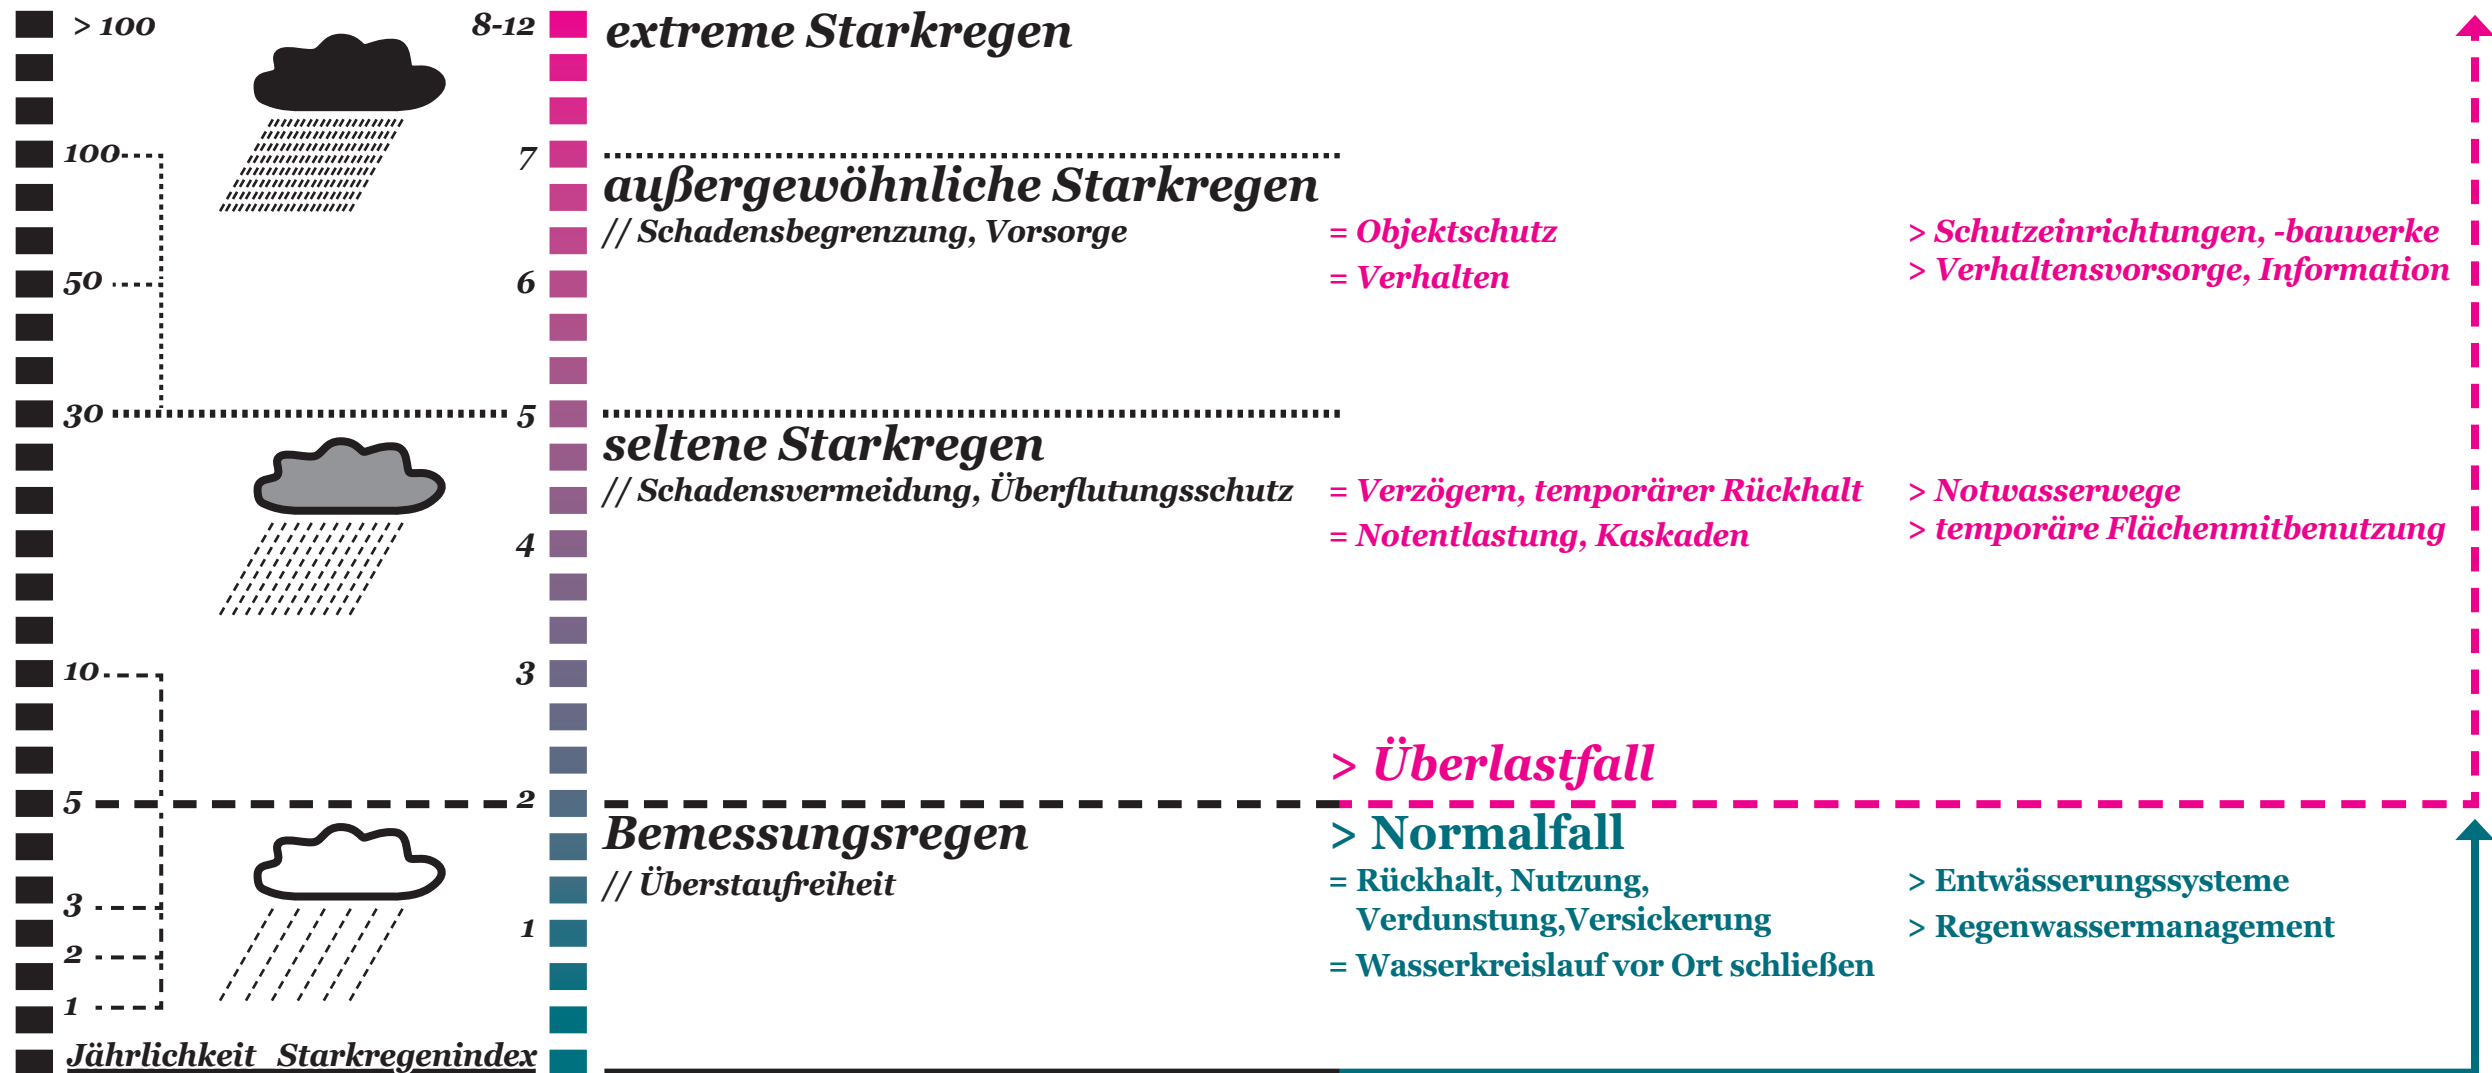 > 100
8-12
extreme Starkregen
100
7
außergewöhnliche Starkregen
// Schadensbegrenzung, Vorsorge
= Objektschutz
> Schutzeinrichtungen, -bauwerke
= Verhalten
> Verhaltensvorsorge, Information
50
6
30
5
seltene Starkregen
// Schadensvermeidung, Überflutungsschutz
= Verzögern, temporärer Rückhalt
> Notwasserwege
= Notentlastung, Kaskaden
> temporäre Flächenmitbenutzung
4
10
3
> Überlastfall
5
2
Bemessungsregen
// Überstaufreiheit
> Normalfall
= Rückhalt, Nutzung,
Verdunstung,Versickerung
= Wasserkreislauf vor Ort schließen
> Entwässerungssysteme
> Regenwassermanagement
3
1
2
1
Jährlichkeit
Starkregenindex